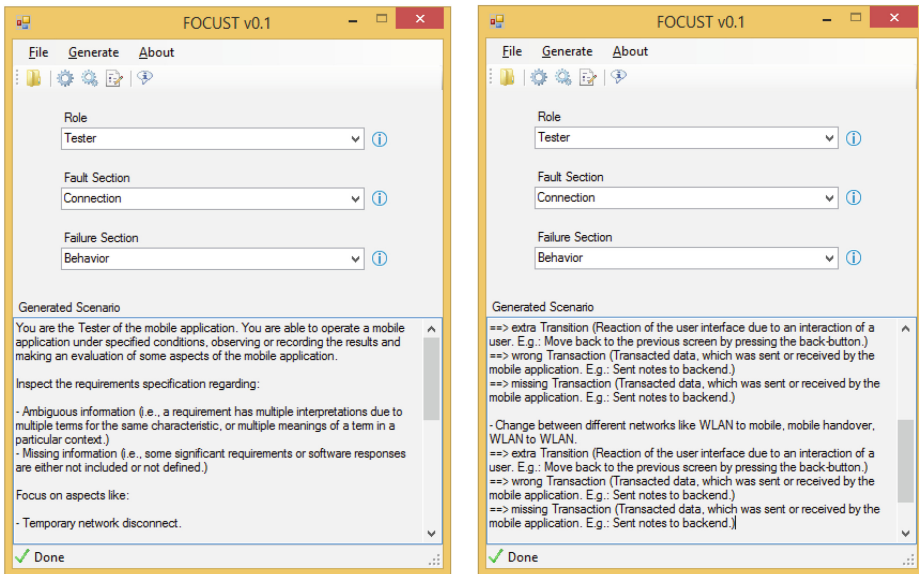 FOCUST v0.1
File Generate About
Role
Tester
Fault Section
Connection
Failure Section
Behavior
Generated Scenario
You are the Tester of the mobile application. You are able to operate a mobile
application under specified conditions, observing or recording the results and
making an evaluation of some aspects of the mobile application.
Inspect the requirements specification regarding:
- Ambiguous information (i.e., a requirement has multiple interpretations due to
multiple terms for the same characteristic, or multiple meanings of a term in a
particular context.)
- Missing information (i.e., some significant requirements or software responses
are either not included or not defined.)
Focus on aspects like:
- Temporary network disconnect.
Done
FOCUST v0.1
File Generate About
Role
Tester
Fault Section
Connection
Failure Section
Behavior
Generated Scenario
==> extra Transition (Reaction of the user interface due to an interaction of a
user. E.g.: Move back to the previous screen by pressing the back-button.)
==> wrong Transaction (Transacted data, which was sent or received by the
mobile application. E.g.: Sent notes to backend.)
==> missing Transaction (Transacted data, which was sent or received by the
mobile application. E.g.: Sent notes to backend.)
- Change between different networks like WLAN to mobile, mobile handover,
WLAN to WLAN.
==> extra Transition (Reaction of the user interface due to an interaction of a
user. E.g.: Move back to the previous screen by pressing the back-button.)
==> wrong Transaction (Transacted data, which was sent or received by the
mobile application. E.g.: Sent notes to backend.)
==> missing Transaction (Transacted data, which was sent or received by the
mobile application. E.g.: Sent notes to backend.)
Done